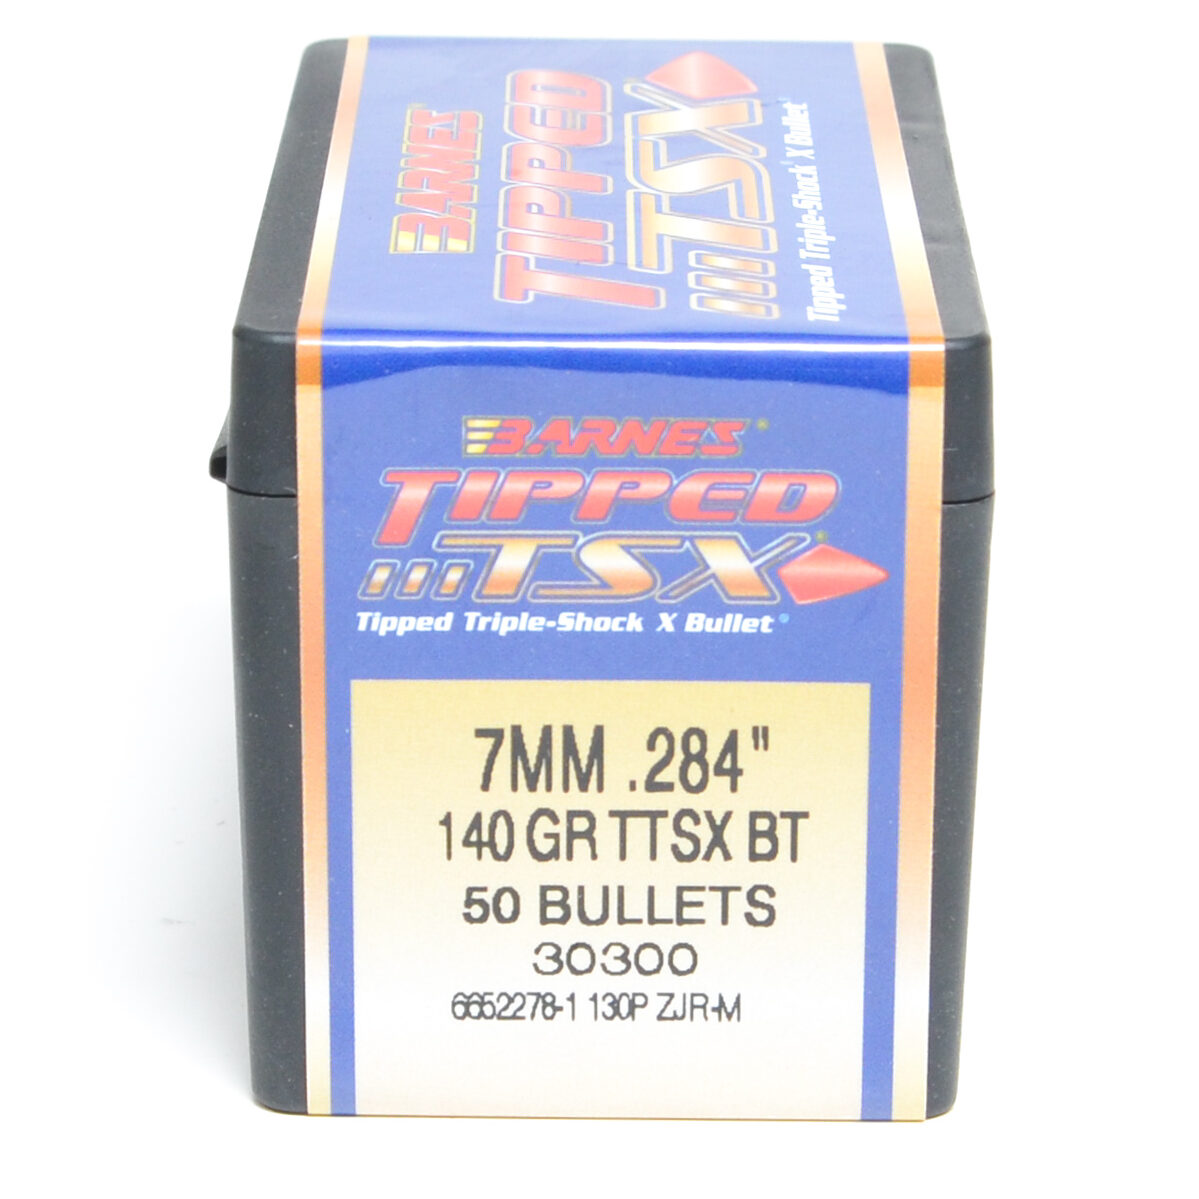 BARNES®
TIPPED
TSX
Tipped Triple-Shock® X Bullet®
BARNES®
TIPPED
TSX®
Tipped Triple-Shock X Bullet®
7MM .284"
140 GR TTSX BT
50 BULLETS
30300
6652278-1 130P ZJR-M